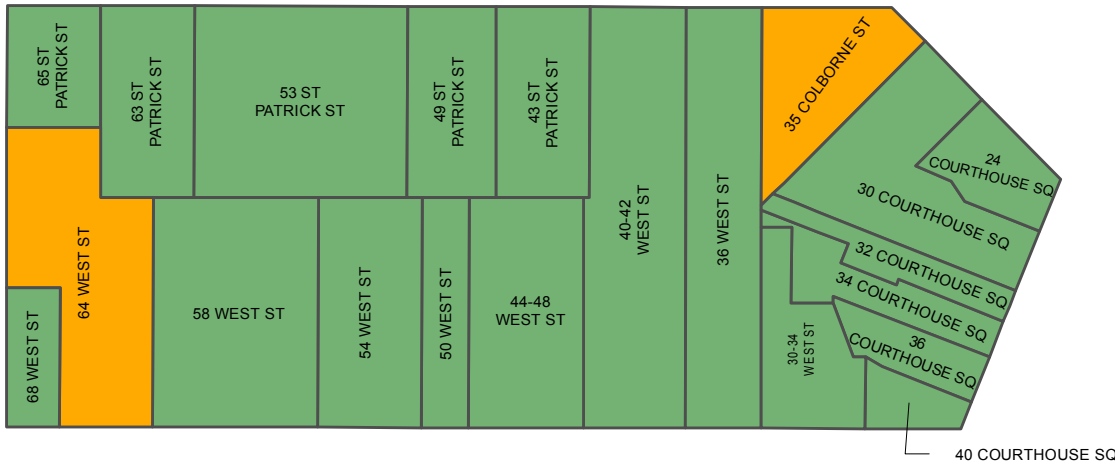 65 ST
PATRICK ST
63 ST
PATRICK ST
53 ST
PATRICK ST
49 ST
PATRICK ST
43 ST
PATRICK ST
35 COLBORNE ST
24
COURTHOUSE SQ
30 COURTHOUSE SQ
40-42
WEST ST
36 WEST ST
32 COURTHOUSE SQ
34 COURTHOUSE SQ
36
COURTHOUSE SQ
64 WEST ST
58 WEST ST
54 WEST ST
50 WEST ST
44-48
WEST ST
30-34
WEST ST
68 WEST ST
40 COURTHOUSE SQ